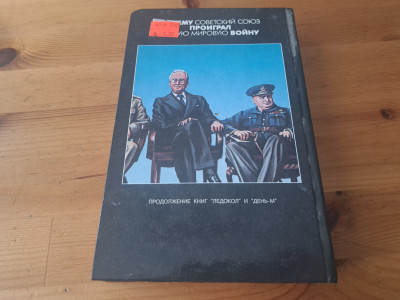 СОВЕТСКИЙ СОЮЗ
ПРОИГРАЛ
МИРОВУЮ ВОЙНУ
ПРОДОЛЖЕНИЕ КНИГ "ЛЕДОКОЛ" И "ДЕНЬ-М"